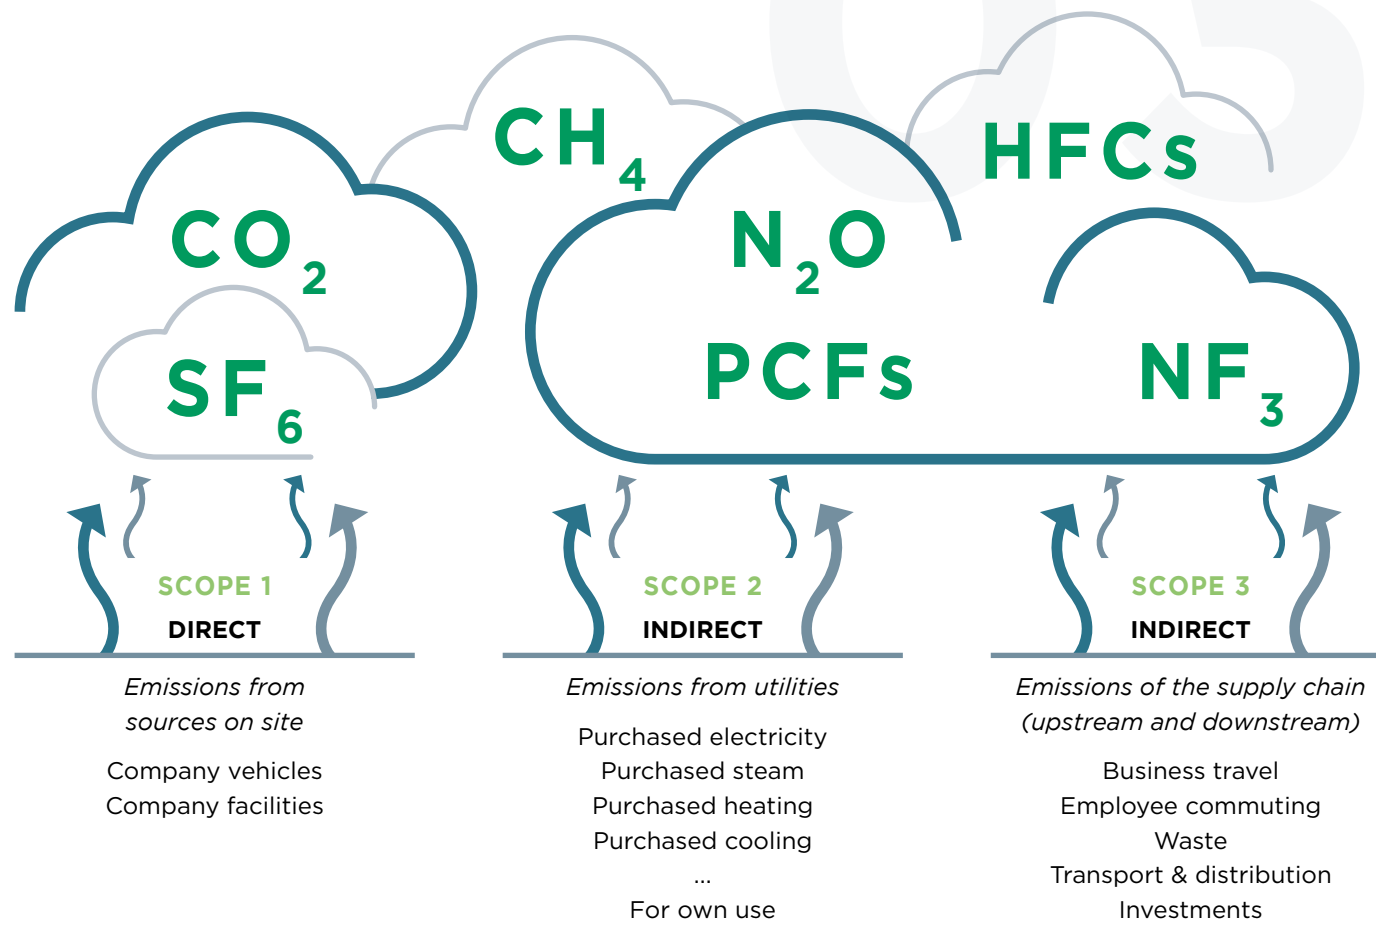 CH₄
HFCs
CO₂
N₂O
SF₆
PCFs
NF₃
SCOPE 1
DIRECT
Emissions from
sources on site
Company vehicles
Company facilities
SCOPE 2
INDIRECT
Emissions from utilities
Purchased electricity
Purchased steam
Purchased heating
Purchased cooling
...
For own use
SCOPE 3
INDIRECT
Emissions of the supply chain
(upstream and downstream)
Business travel
Employee commuting
Waste
Transport & distribution
Investments